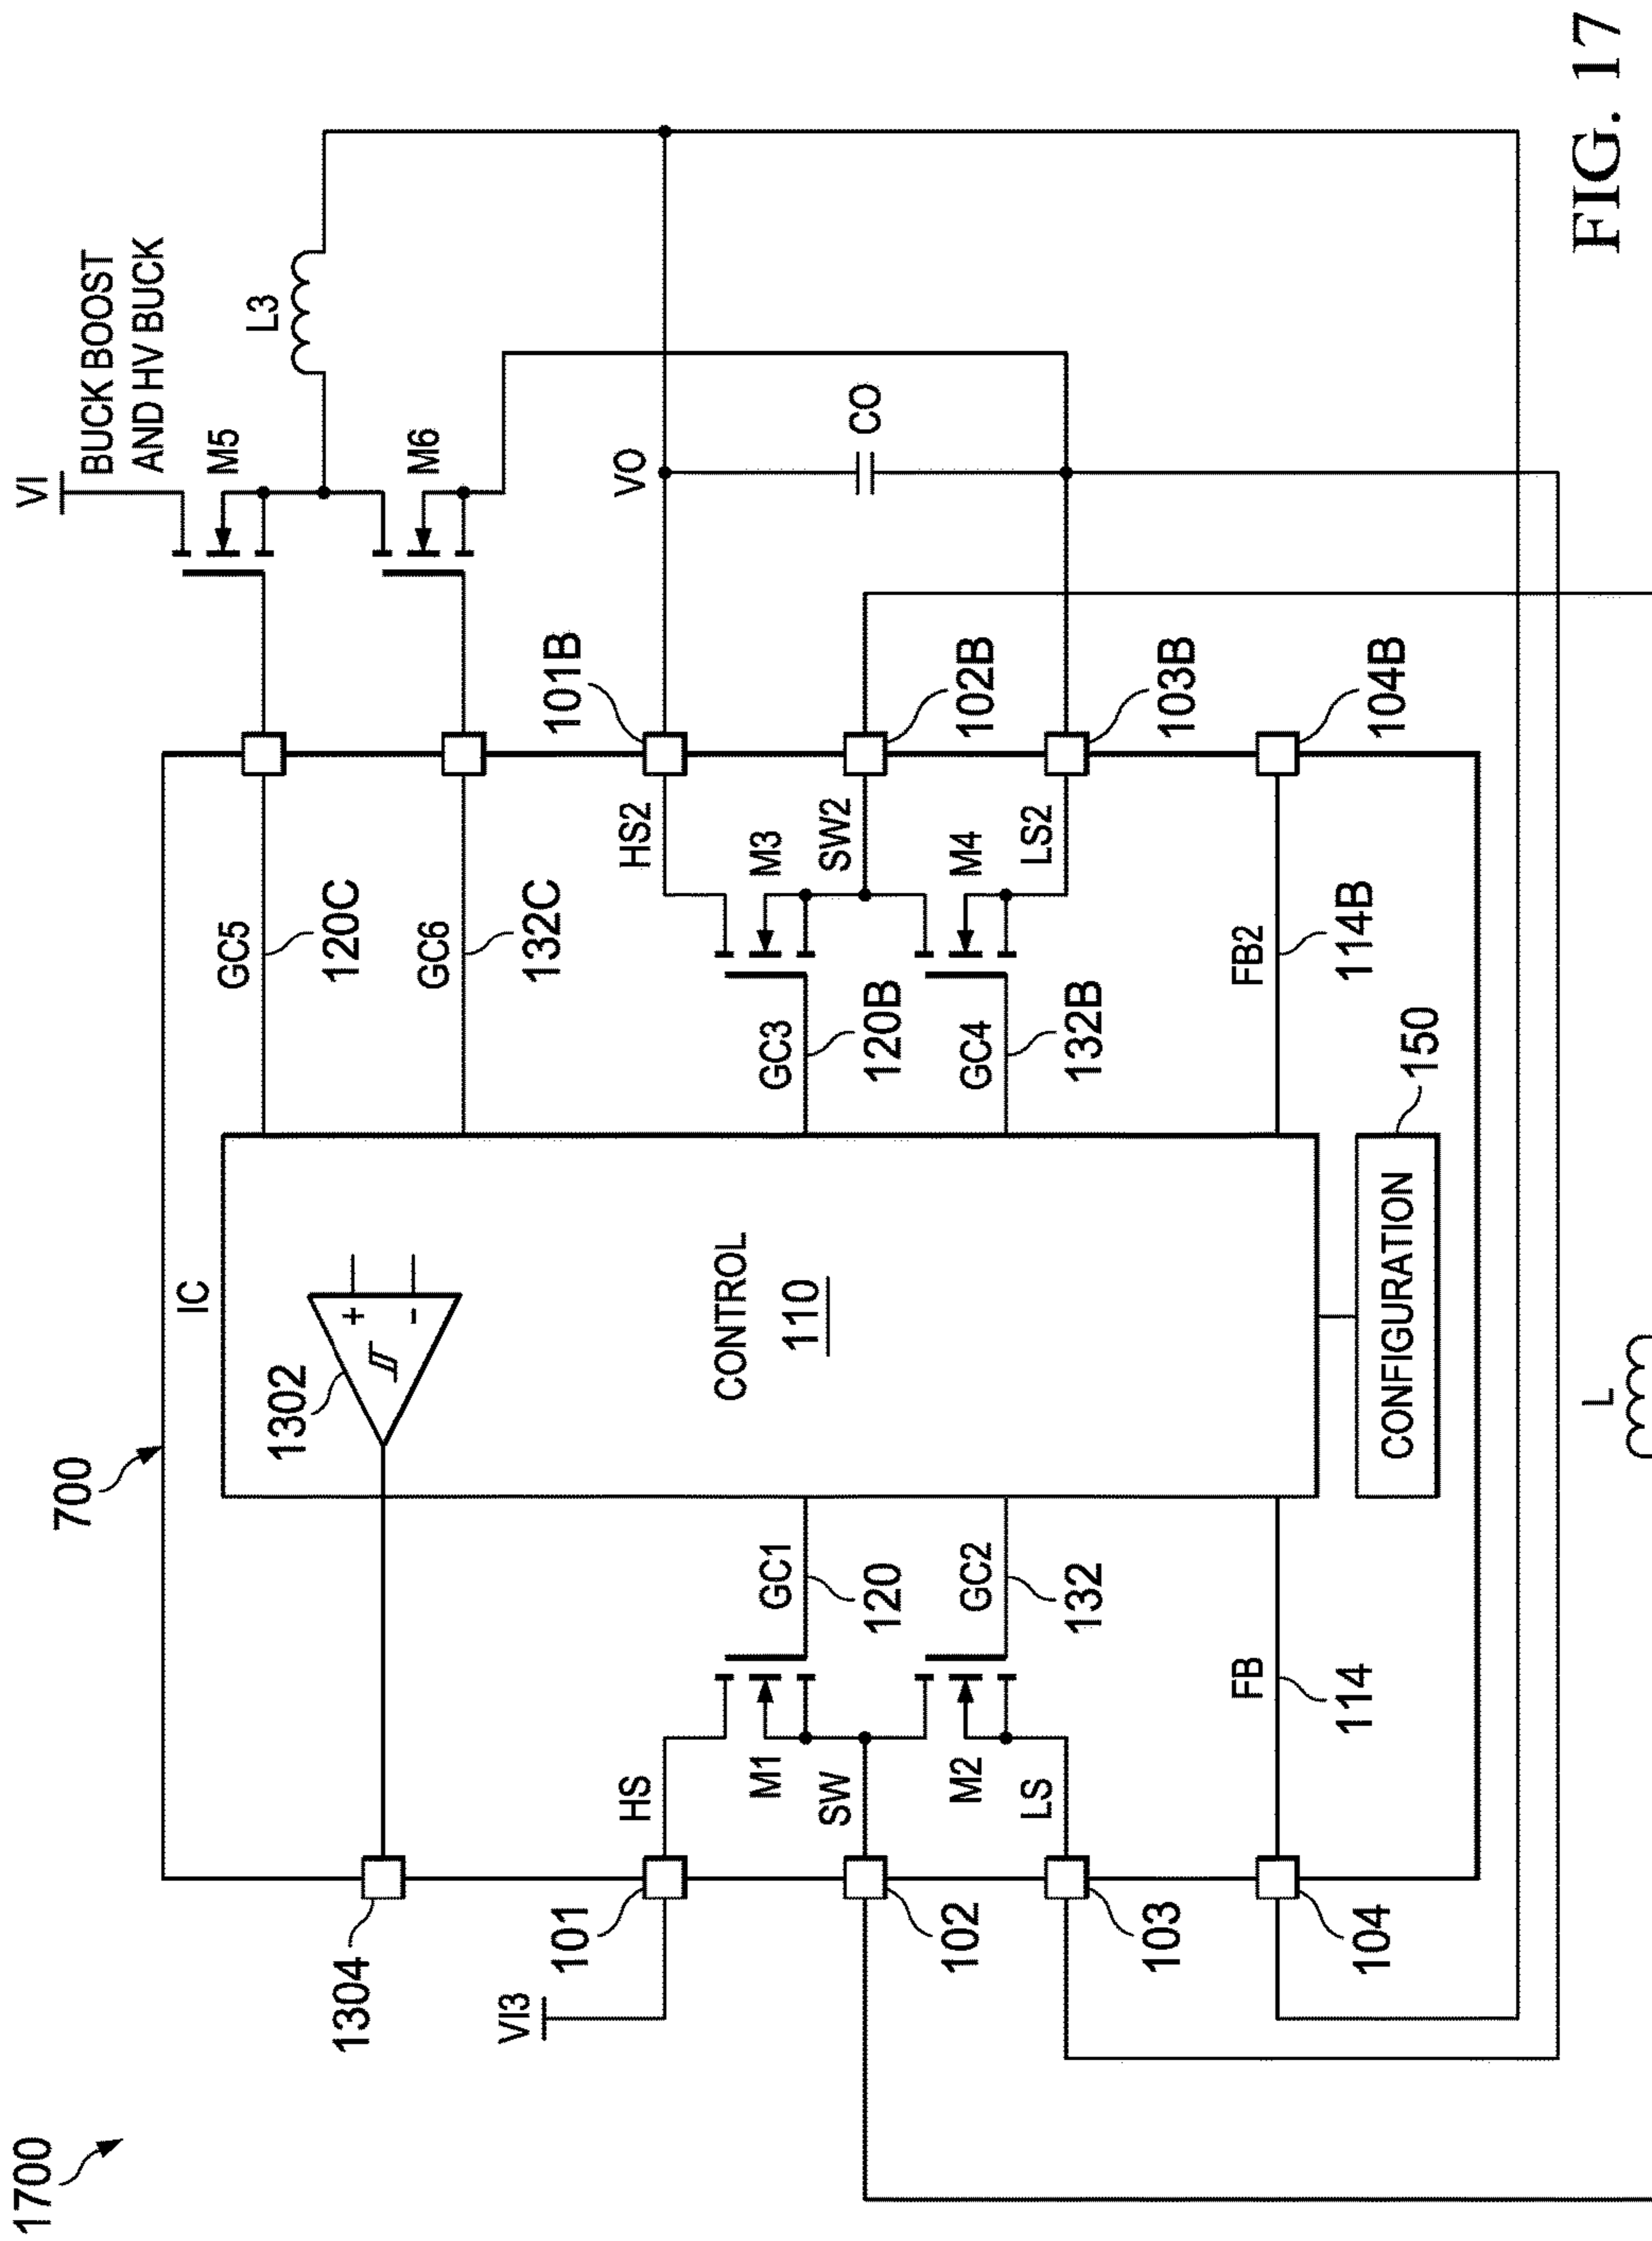 1700
700
VI
BUCK BOOST
AND HV BUCK
IC
1304
1302
GC5
120C
M5
L3
GC6
132C
M6
VI3
101
HS
HS2
101B
VO
M1
GC1
120
CONTROL
110
GC3
120B
M3
SW
SW2
102
102B
CO
M2
GC2
132
GC4
132B
M4
LS
LS2
103
103B
FB
114
FB2
114B
104
104B
CONFIGURATION
150
L
FIG. 17
+
-